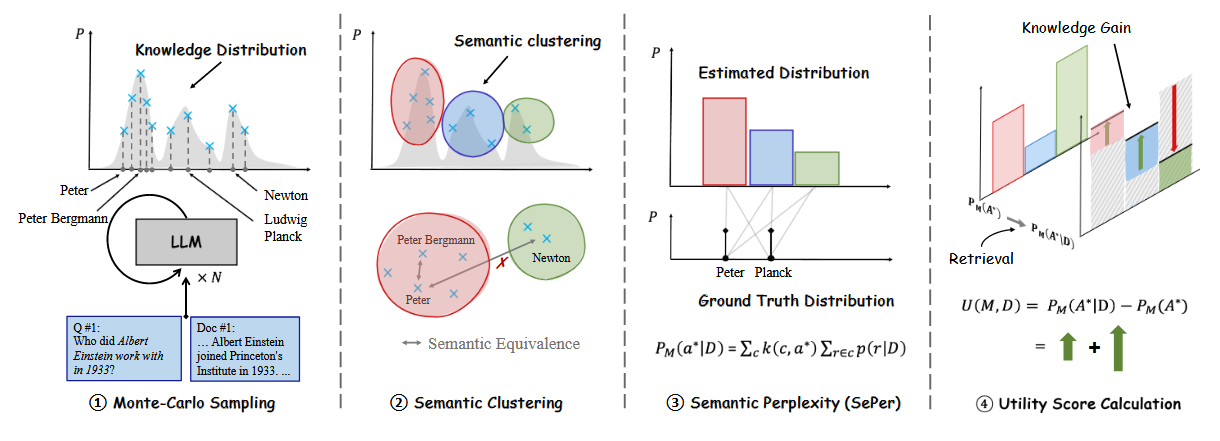 P
Knowledge Distribution
Peter
Peter Bergmann
Newton
Ludwig
Planck
LLM
× N
Q #1:
Who did Albert
Einstein work with
in 1933?
Doc #1:
… Albert Einstein
joined Princeton's
Institute in 1933. …
① Monte-Carlo Sampling
P
Semantic clustering
Peter Bergmann
Peter
✗
Newton
Semantic Equivalence
② Semantic Clustering
P
Estimated Distribution
P
Peter
Planck
Ground Truth Distribution
P_M(a*|D) = ∑_c k(c, a*) ∑_{r∈c} p(r|D)
③ Semantic Perplexity (SePer)
Knowledge Gain
P_M(A*)
P_M(A*|D)
Retrieval
U(M, D) = P_M(A*|D) − P_M(A*)
= +
④ Utility Score Calculation